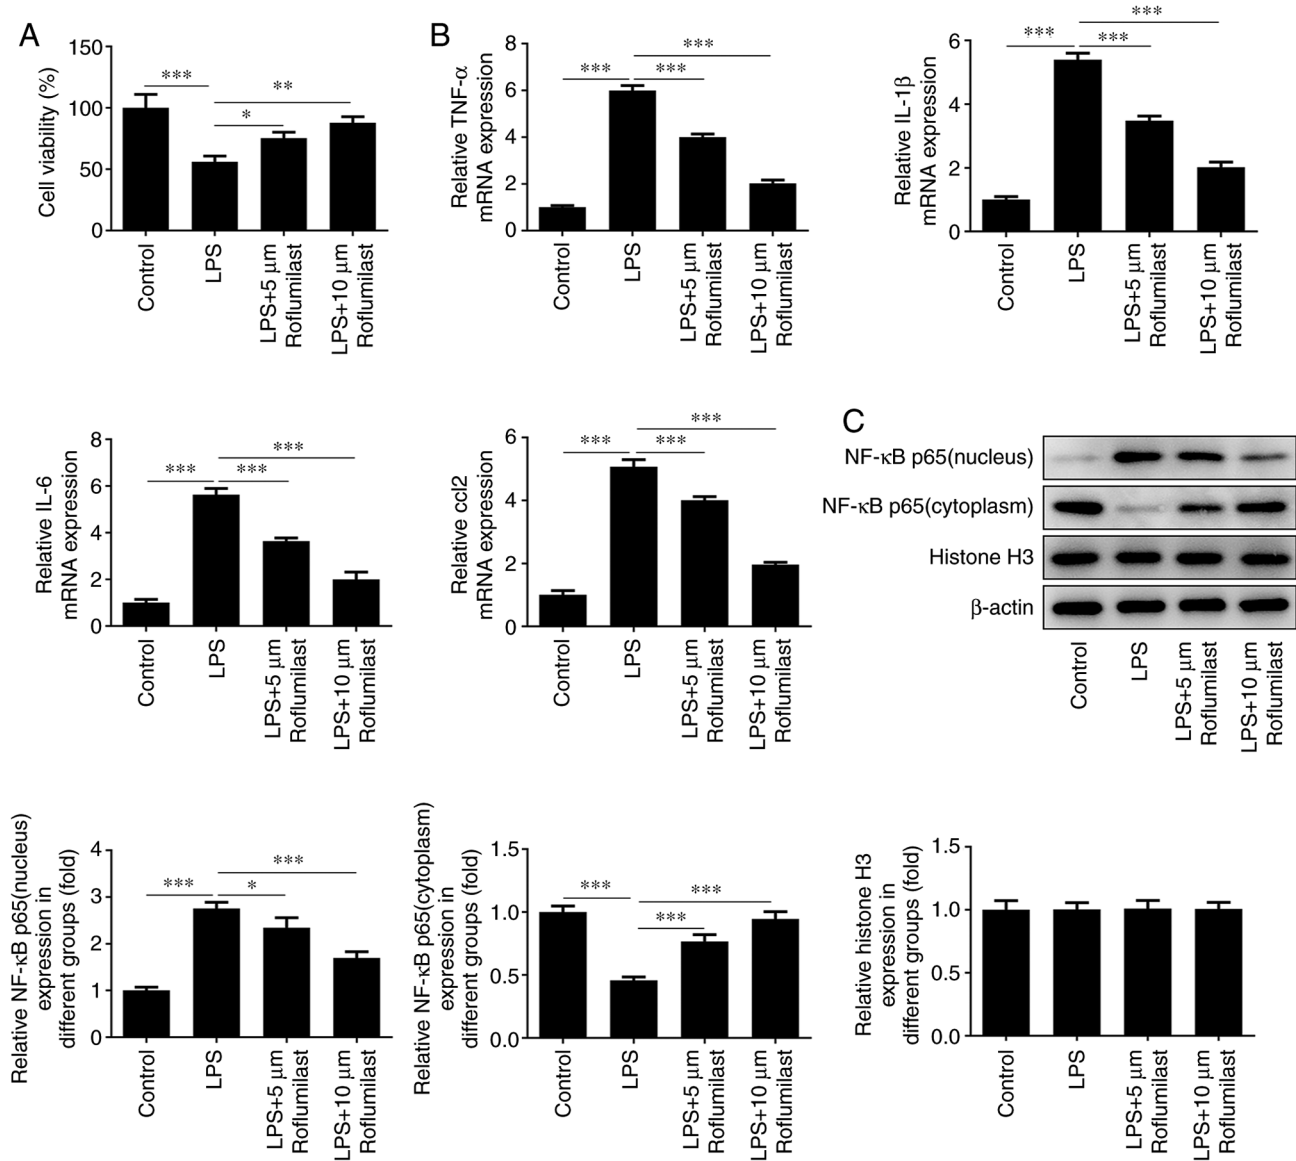 A
Cell viability (%)
150
100
50
0
***
*
**
Control
LPS
LPS+5 μm
Roflumilast
LPS+10 μm
Roflumilast
B
Relative TNF-α
mRNA expression
8
6
4
2
0
***
***
***
Control
LPS
LPS+5 μm
Roflumilast
LPS+10 μm
Roflumilast
Relative IL-1β
mRNA expression
6
4
2
0
***
***
***
Control
LPS
LPS+5 μm
Roflumilast
LPS+10 μm
Roflumilast
Relative IL-6
mRNA expression
8
6
4
2
0
***
***
***
Control
LPS
LPS+5 μm
Roflumilast
LPS+10 μm
Roflumilast
Relative ccl2
mRNA expression
6
4
2
0
***
***
***
Control
LPS
LPS+5 μm
Roflumilast
LPS+10 μm
Roflumilast
C
NF-κB p65(nucleus)
NF-κB p65(cytoplasm)
Histone H3
β-actin
Control
LPS
LPS+5 μm
Roflumilast
LPS+10 μm
Roflumilast
Relative NF-κB p65(nucleus)
expression in
different groups (fold)
4
3
2
1
0
***
*
***
Control
LPS
LPS+5 μm
Roflumilast
LPS+10 μm
Roflumilast
Relative NF-κB p65(cytoplasm)
expression in
different groups (fold)
1.5
1.0
0.5
0.0
***
***
***
Control
LPS
LPS+5 μm
Roflumilast
LPS+10 μm
Roflumilast
Relative histone H3
expression in
different groups (fold)
1.5
1.0
0.5
0.0
Control
LPS
LPS+5 μm
Roflumilast
LPS+10 μm
Roflumilast